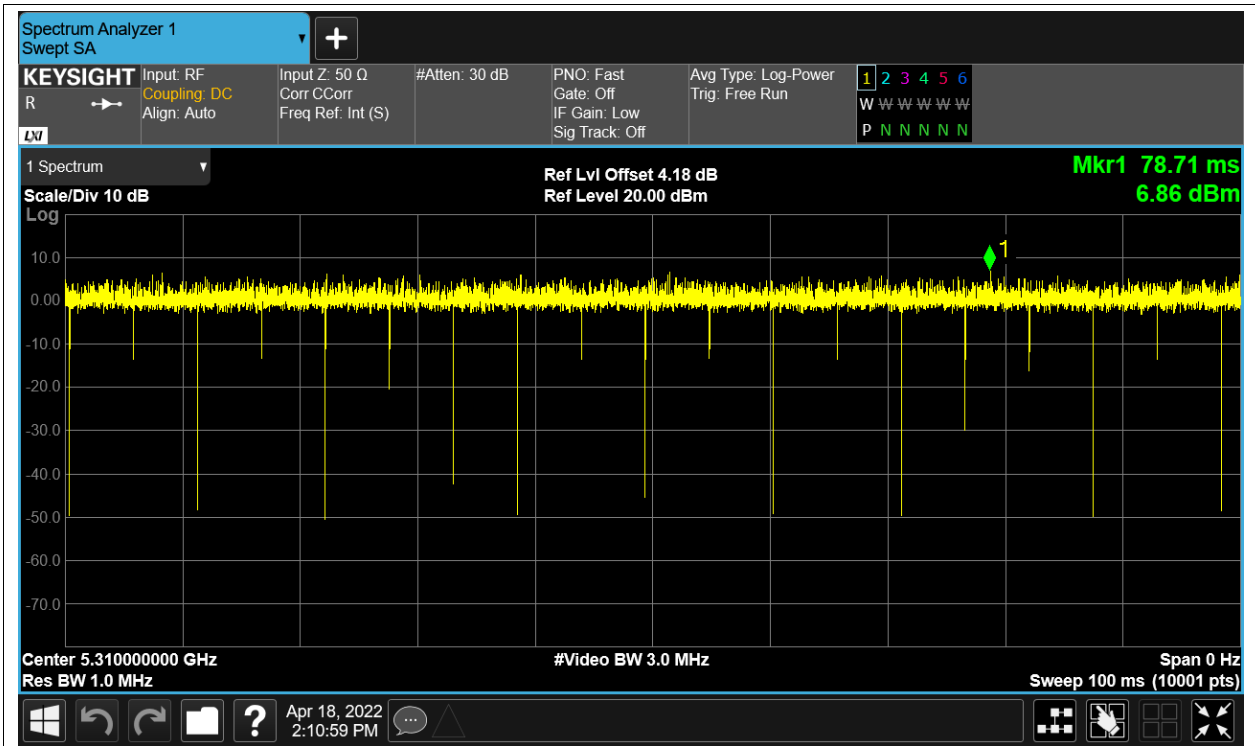 Spectrum Analyzer 1
Swept SA
KEYSIGHT Input: RF Input Z: 50 Ω #Atten: 30 dB PNO: Fast Avg Type: Log-Power 1 2 3 4 5 6
R Coupling: DC Corr CCorr Gate: Off Trig: Free Run W W W W W W
Align: Auto Freq Ref: Int (S) IF Gain: Low
LXI Sig Track: Off P N N N N N
1 Spectrum Ref Lvl Offset 4.18 dB Mkr1 78.71 ms
Scale/Div 10 dB Ref Level 20.00 dBm 6.86 dBm
Log
1
10.0
0.00
-10.0
-20.0
-30.0
-40.0
-50.0
-60.0
-70.0
Center 5.310000000 GHz #Video BW 3.0 MHz Span 0 Hz
Res BW 1.0 MHz Sweep 100 ms (10001 pts)
? Apr 18, 2022
2:10:59 PM